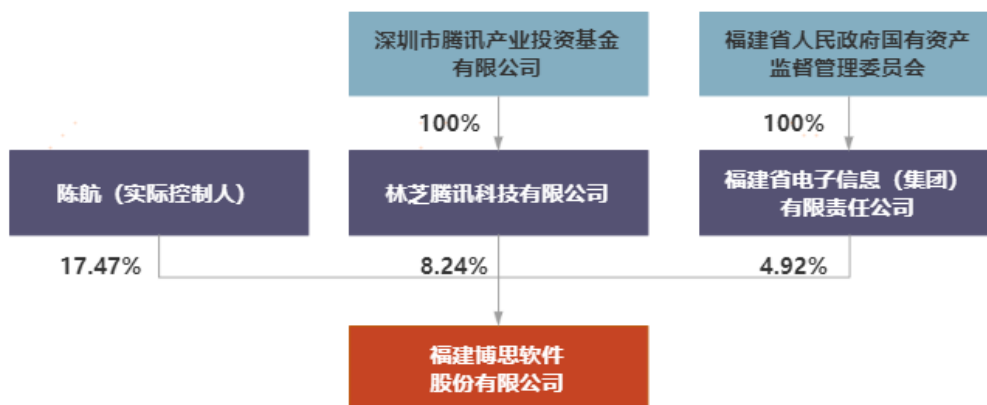 深圳市腾讯产业投资基金
有限公司
福建省人民政府国有资产
监督管理委员会
100%
100%
陈航（实际控制人）
林芝腾讯科技有限公司
福建省电子信息（集团）
有限责任公司
17.47%
8.24%
4.92%
福建博思软件
股份有限公司